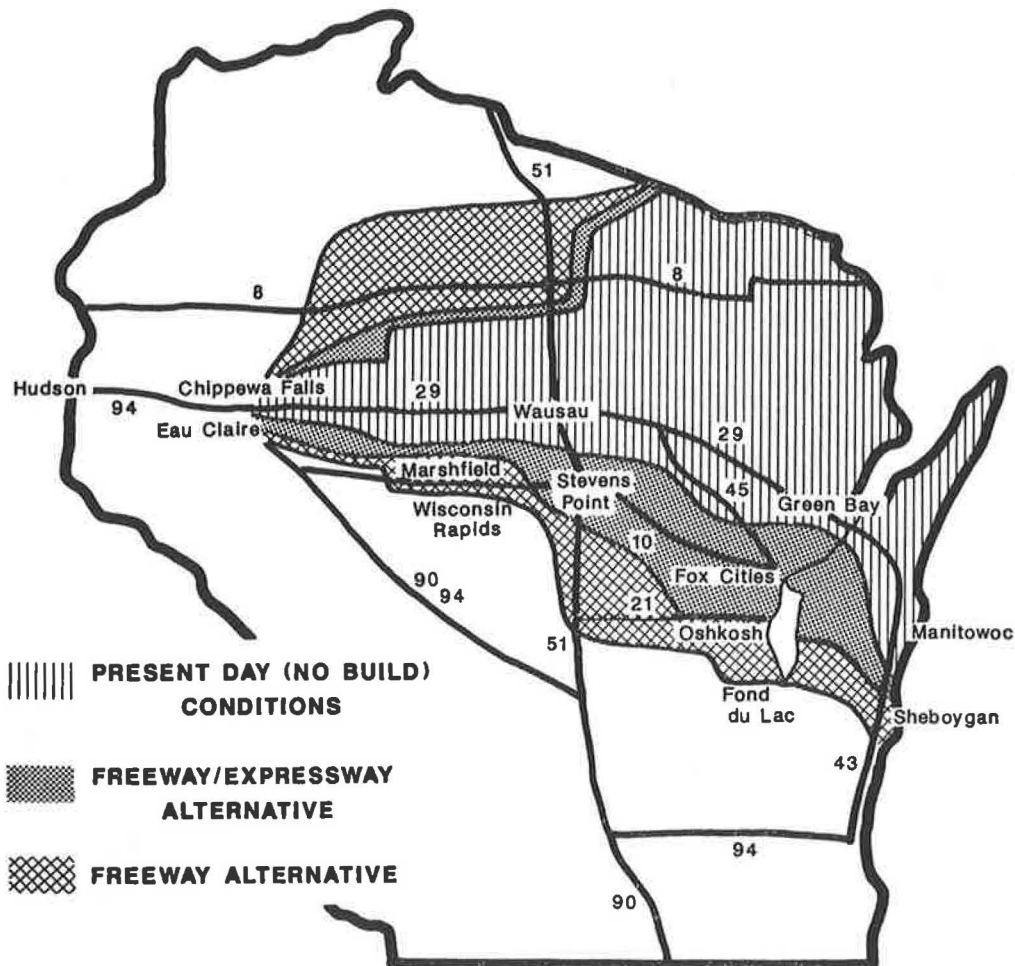 51
8
8
Hudson
94
Chippewa Falls
29
Wausau
Eau Claire
29
Marshfield
Stevens
Point
45
Green Bay
Wisconsin
Rapids
10
Fox Cities
90
94
21
Oshkosh
Manitowoc
51
Fond
du Lac
Sheboygan
43
94
90
PRESENT DAY (NO BUILD)
CONDITIONS
FREEWAY/EXPRESSWAY
ALTERNATIVE
FREEWAY ALTERNATIVE